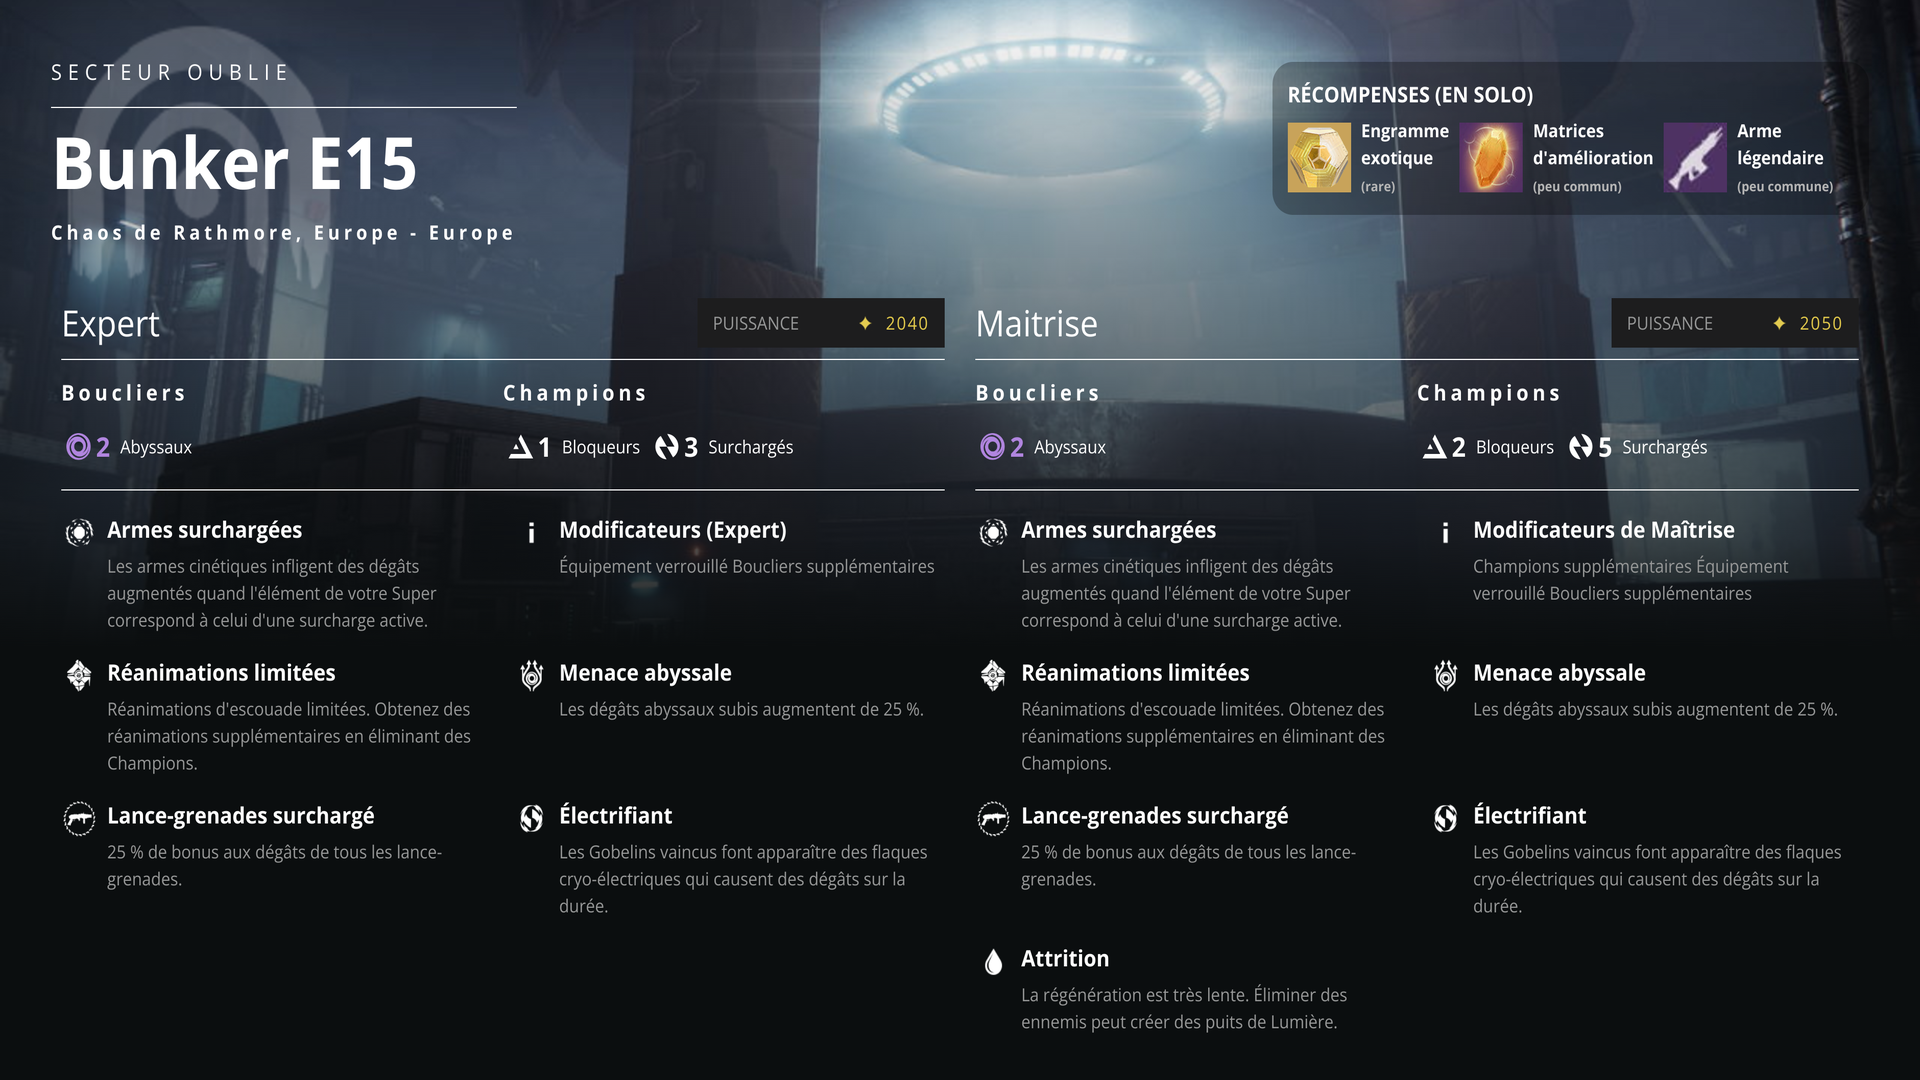 SECTEUR OUBLIE
Bunker E15
Chaos de Rathmore, Europe - Europe
RÉCOMPENSES (EN SOLO)
Engramme
exotique
(rare)
Matrices
d'amélioration
(peu commun)
Arme
légendaire
(peu commune)
Expert
PUISSANCE 2040
Boucliers
2 Abyssaux
Champions
1 Bloqueurs 3 Surchargés
Armes surchargées
Les armes cinétiques infligent des dégâts
augmentés quand l'élément de votre Super
correspond à celui d'une surcharge active.
Modificateurs (Expert)
Équipement verrouillé Boucliers supplémentaires
Réanimations limitées
Réanimations d'escouade limitées. Obtenez des
réanimations supplémentaires en éliminant des
Champions.
Menace abyssale
Les dégâts abyssaux subis augmentent de 25 %.
Lance-grenades surchargé
25 % de bonus aux dégâts de tous les lance-
grenades.
Électrifiant
Les Gobelins vaincus font apparaître des flaques
cryo-électriques qui causent des dégâts sur la
durée.
Maitrise
PUISSANCE 2050
Boucliers
2 Abyssaux
Champions
2 Bloqueurs 5 Surchargés
Armes surchargées
Les armes cinétiques infligent des dégâts
augmentés quand l'élément de votre Super
correspond à celui d'une surcharge active.
Modificateurs de Maîtrise
Champions supplémentaires Équipement
verrouillé Boucliers supplémentaires
Réanimations limitées
Réanimations d'escouade limitées. Obtenez des
réanimations supplémentaires en éliminant des
Champions.
Menace abyssale
Les dégâts abyssaux subis augmentent de 25 %.
Lance-grenades surchargé
25 % de bonus aux dégâts de tous les lance-
grenades.
Électrifiant
Les Gobelins vaincus font apparaître des flaques
cryo-électriques qui causent des dégâts sur la
durée.
Attrition
La régénération est très lente. Éliminer des
ennemis peut créer des puits de Lumière.